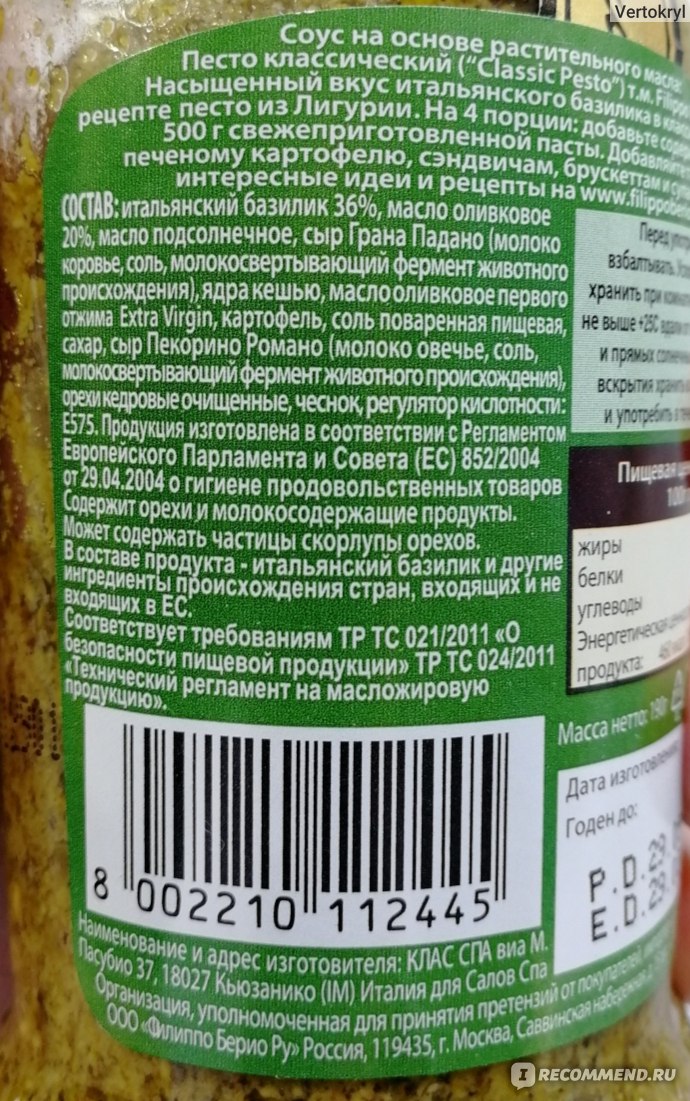 Vertokryl
Соус на основе растительного масла:
Песто классический ("Classic Pesto") т.м. Filippo
Насыщенный вкус итальянского базилика в
рецепте песто из Лигурии. На 4 порции: добавьте
500 г свежеприготовленной пасты.
печеному картофелю, сэндвичам, брускеттам и
интересные идеи и рецепты на
СОСТАВ: итальянский базилик 36%, масло оливковое
20%, масло подсолнечное, сыр Грана Падано (молоко
коровье, соль, молокосвертывающий фермент животного
происхождения), ядра кешью, масло оливковое первого
отжима Extra Virgin, картофель, соль поваренная пищевая,
сахар, сыр Пекорино Романо (молоко овечье, соль,
молокосвертывающий фермент животного происхождения),
орехи кедровые очищенные, чеснок, регулятор кислотности:
Е575. Продукция изготовлена в соответствии с Регламентом
Европейского Парламента и Совета (ЕС) 852/2004
от 29.04.2004 о гигиене продовольственных товаров
Содержит орехи и молокосодержащие продукты.
Может содержать частицы скорлупы орехов.
В составе продукта - итальянский базилик и другие
ингредиенты происхождения стран, входящих и не
входящих в ЕС.
Соответствует требованиям ТР ТС 021/2011 «О
безопасности пищевой продукции» ТР ТС 024/2011
«Технический регламент на масложировую
продукцию».
8 002210 112445
Наименование и адрес изготовителя: КЛАС СПА виа М.
Пасубио 37, 18027 Кьюзанико (IM) Италия для Салов Спа
Организация, уполномоченная для принятия претензий от покупателей,
ООО «Филиппо Берио Ру» Россия, 119435, г. Москва, Саввинская набережная
Перед
взбалтывать.
хранить при
не выше +25С вдали
и прямых
вскрытия хранить
и употребить в
Пищевая
жиры
белки
углеводы
Энергетическая
продукта:
Масса нетто: 190г
Дата изготовления
Годен до:
P.D.29.
E.D.29.
IRECOMMEND.RU